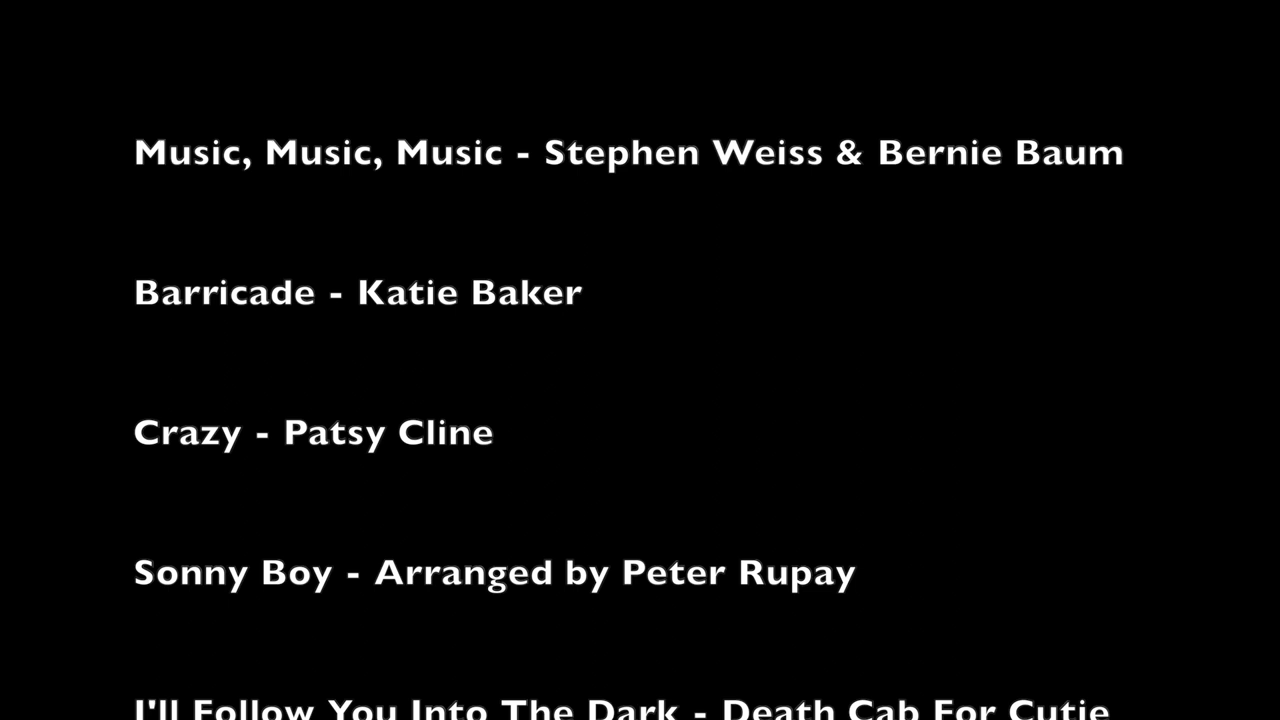 Music, Music, Music - Stephen Weiss & Bernie Baum
Barricade - Katie Baker
Crazy - Patsy Cline
Sonny Boy - Arranged by Peter Rupay
I'll Follow You Into The Dark - Death Cab For Cutie